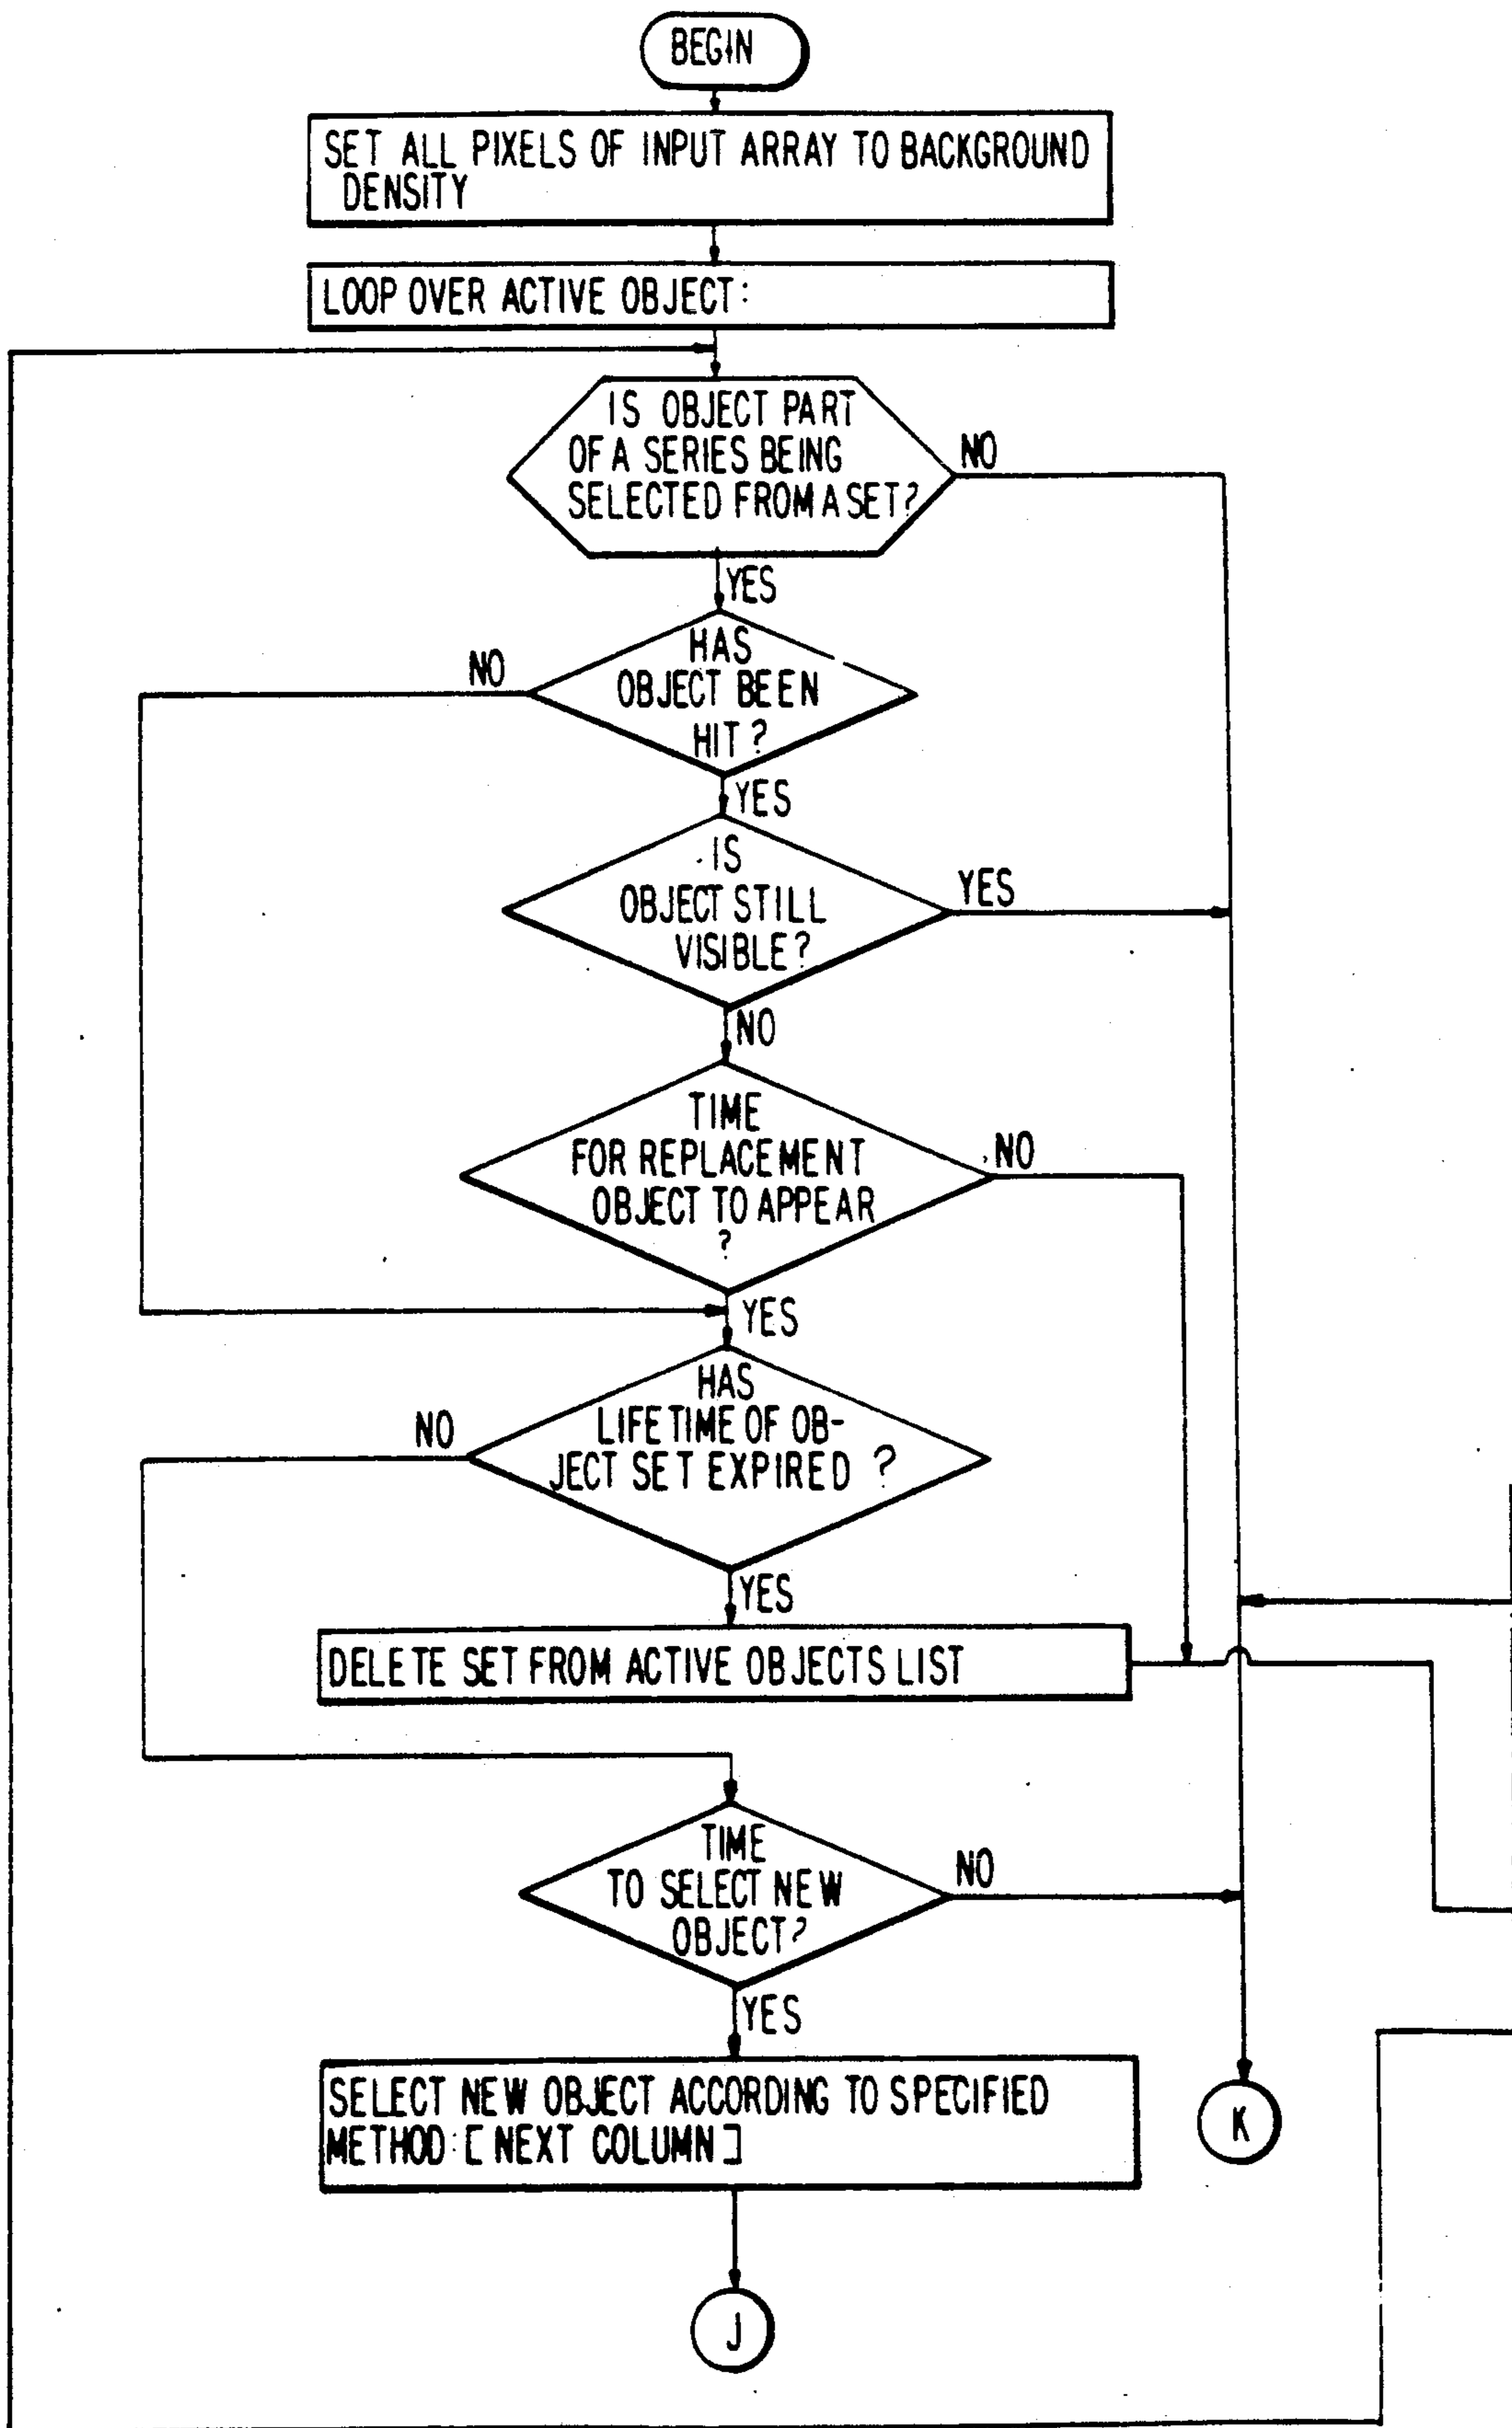 BEGIN
SET ALL PIXELS OF INPUT ARRAY TO BACKGROUND
DENSITY
LOOP OVER ACTIVE OBJECT:
IS OBJECT PART
OF A SERIES BEING
SELECTED FROM A SET?
NO
YES
HAS
OBJECT BEEN
HIT?
NO
YES
IS
OBJECT STILL
VISIBLE?
YES
NO
TIME
FOR REPLACEMENT
OBJECT TO APPEAR
?
NO
YES
HAS
LIFETIME OF OB-
JECT SET EXPIRED ?
NO
YES
DELETE SET FROM ACTIVE OBJECTS LIST
TIME
TO SELECT NEW
OBJECT?
NO
YES
SELECT NEW OBJECT ACCORDING TO SPECIFIED
METHOD: [ NEXT COLUMN ]
K
J